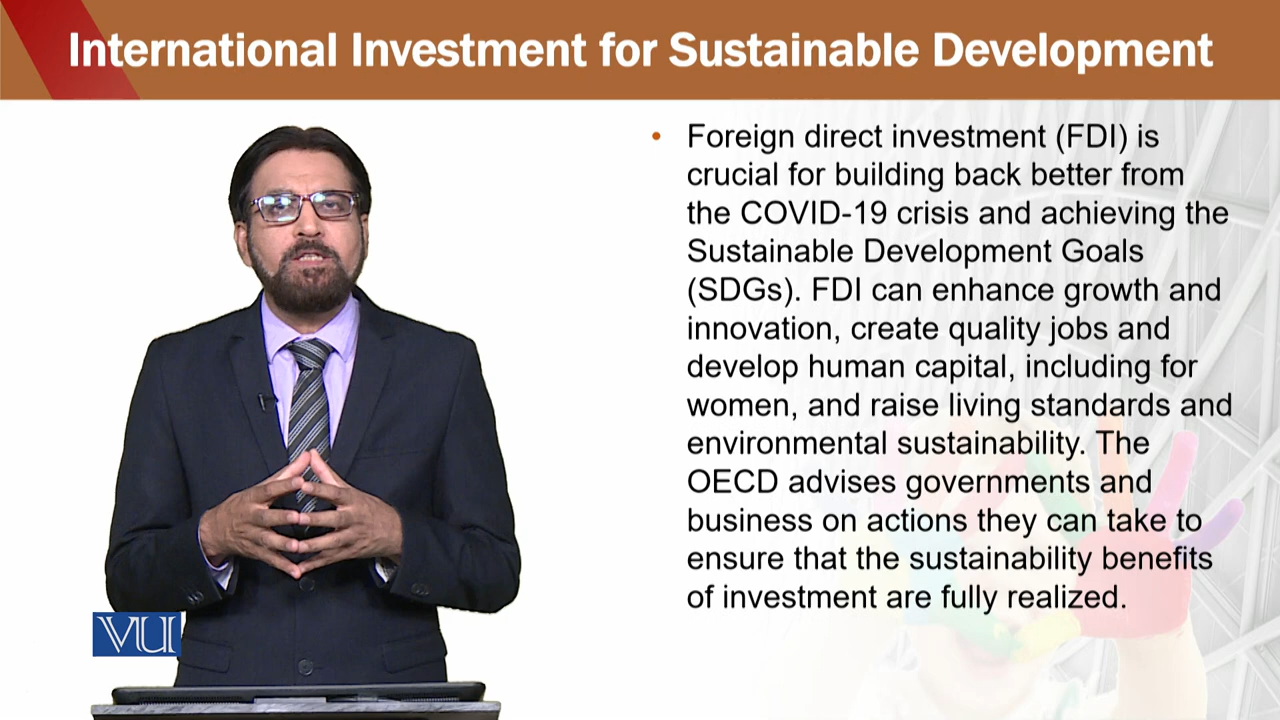 International Investment for Sustainable Development
• Foreign direct investment (FDI) is
crucial for building back better from
the COVID-19 crisis and achieving the
Sustainable Development Goals
(SDGs). FDI can enhance growth and
innovation, create quality jobs and
develop human capital, including for
women, and raise living standards and
environmental sustainability. The
OECD advises governments and
business on actions they can take to
ensure that the sustainability benefits
of investment are fully realized.
VU